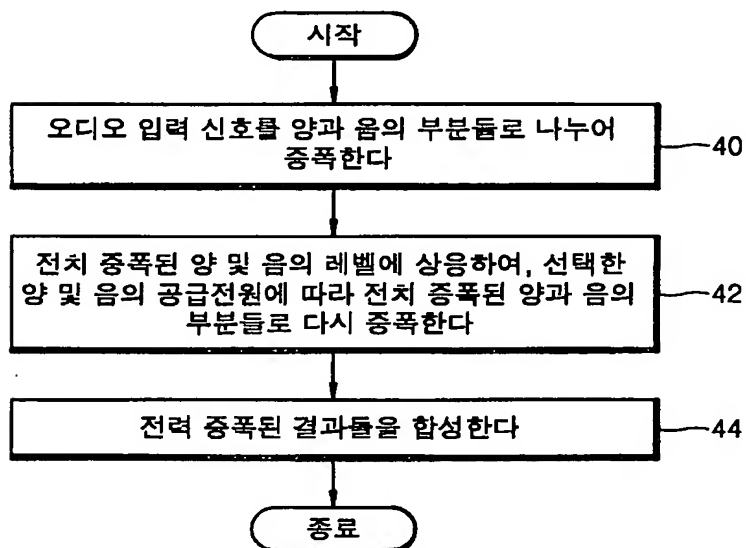 시작
오디오 입력 신호를 양과 음의 부분들로 나누어
증폭한다
40
전치 증폭된 양 및 음의 레벨에 상응하여, 선택한
양 및 음의 공급전원에 따라 전치 증폭된 양과 음의
부분들로 다시 증폭한다
42
전력 증폭된 결과들을 합성한다
44
종료